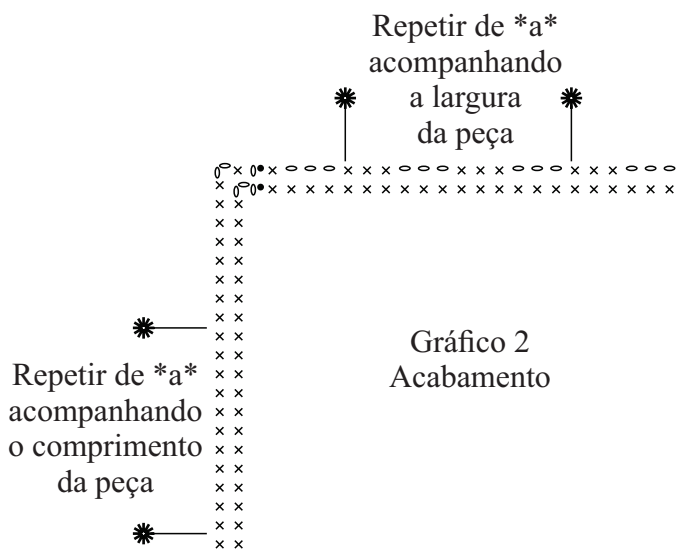 Repetir de *a*
acompanhando
a largura
da peça
Gráfico 2
Acabamento
Repetir de *a*
acompanhando
o comprimento
da peça